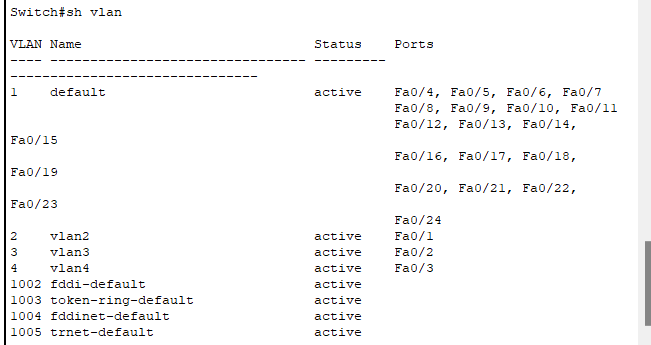 Switch#sh vlan
VLAN Name                             Status    Ports
---- -------------------------------- ---------
-------------------------------
1    default                          active    Fa0/4, Fa0/5, Fa0/6, Fa0/7
                                                Fa0/8, Fa0/9, Fa0/10, Fa0/11
                                                Fa0/12, Fa0/13, Fa0/14,
Fa0/15
                                                Fa0/16, Fa0/17, Fa0/18,
Fa0/19
                                                Fa0/20, Fa0/21, Fa0/22,
Fa0/23
                                                Fa0/24
2    vlan2                            active    Fa0/1
3    vlan3                            active    Fa0/2
4    vlan4                            active    Fa0/3
1002 fddi-default                     active
1003 token-ring-default               active
1004 fddinet-default                  active
1005 trnet-default                    active